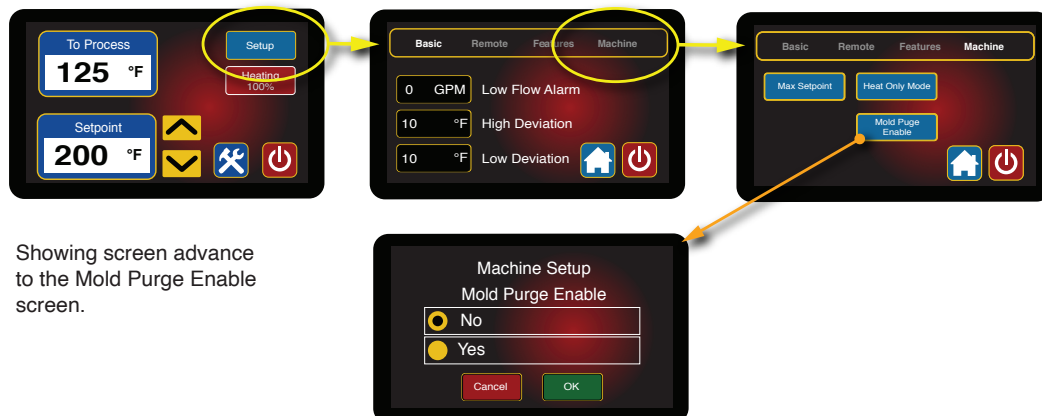 To Process
125 °F
Setup
Heating
100%
Setpoint
200 °F
Basic Remote Features Machine
0 GPM Low Flow Alarm
10 °F High Deviation
10 °F Low Deviation
Basic Remote Features Machine
Max Setpoint Heat Only Mode
Mold Puge
Enable
Showing screen advance
to the Mold Purge Enable
screen.
Machine Setup
Mold Purge Enable
No
Yes
Cancel OK